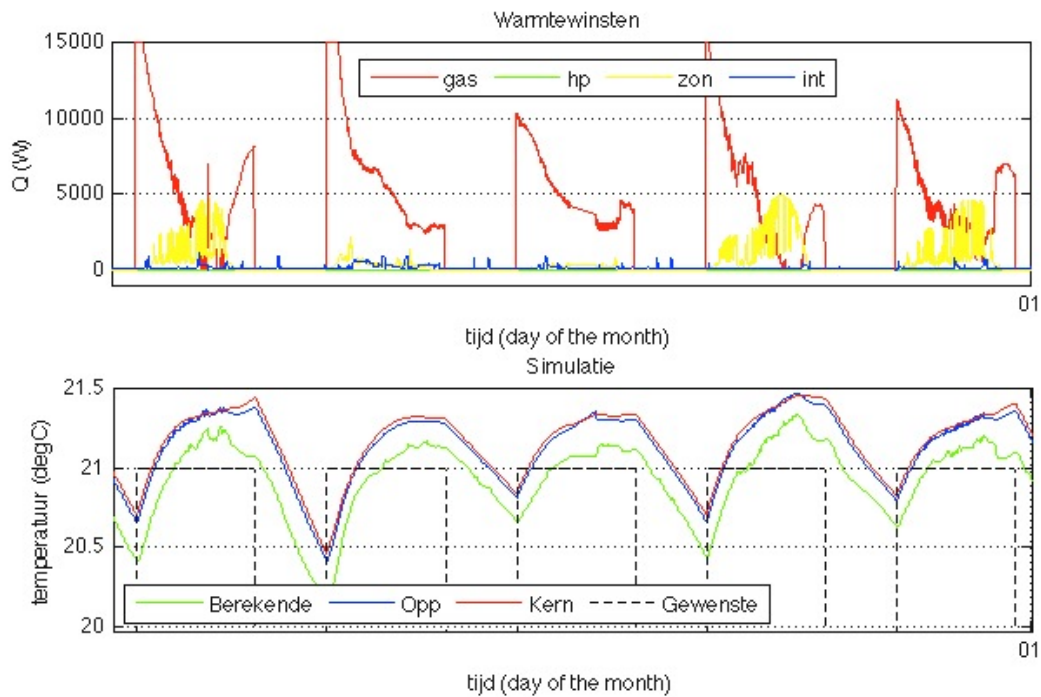 Warmtewinsten
15000
10000
5000
0
Q (W)
gas hp zon int
01
tijd (day of the month)
Simulatie
21.5
21
20.5
20
temperatuur (degC)
Berekende Opp Kern Gewenste
01
tijd (day of the month)